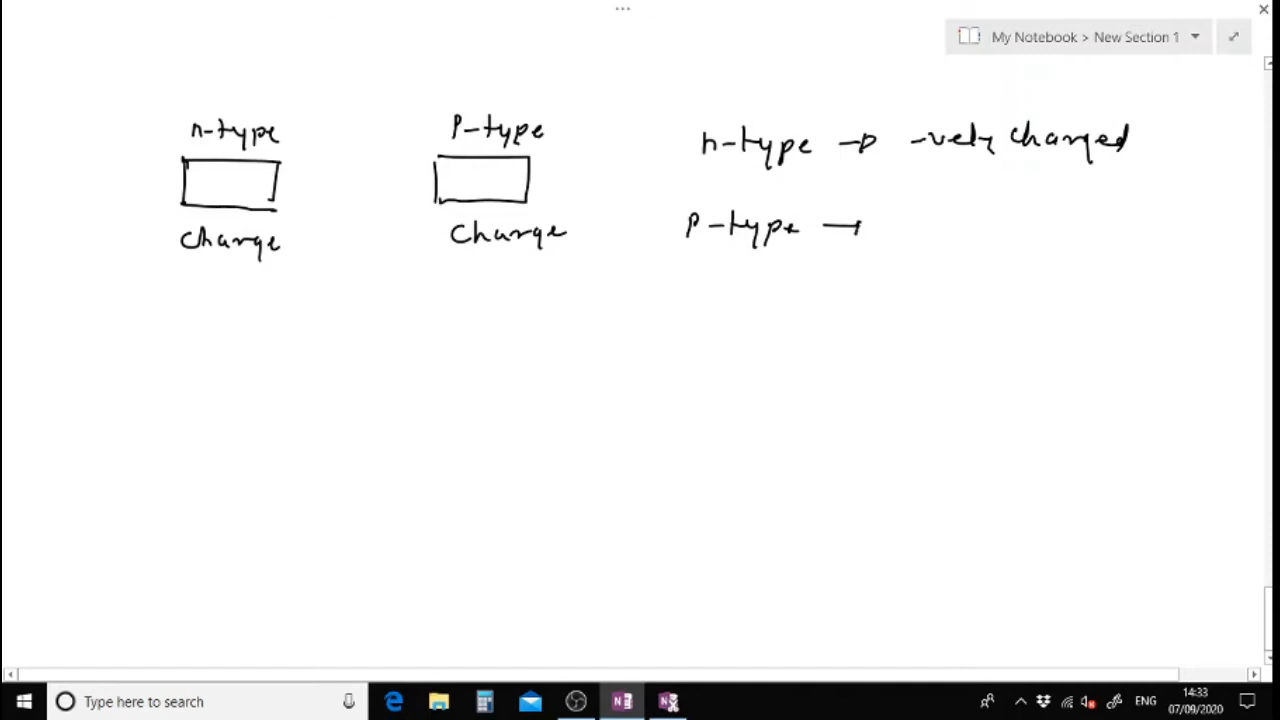 My Notebook > New Section 1
n-type
P-type
n-type → -vely charged
charge
charge
P-type →
Type here to search
ENG
14:33
07/09/2020